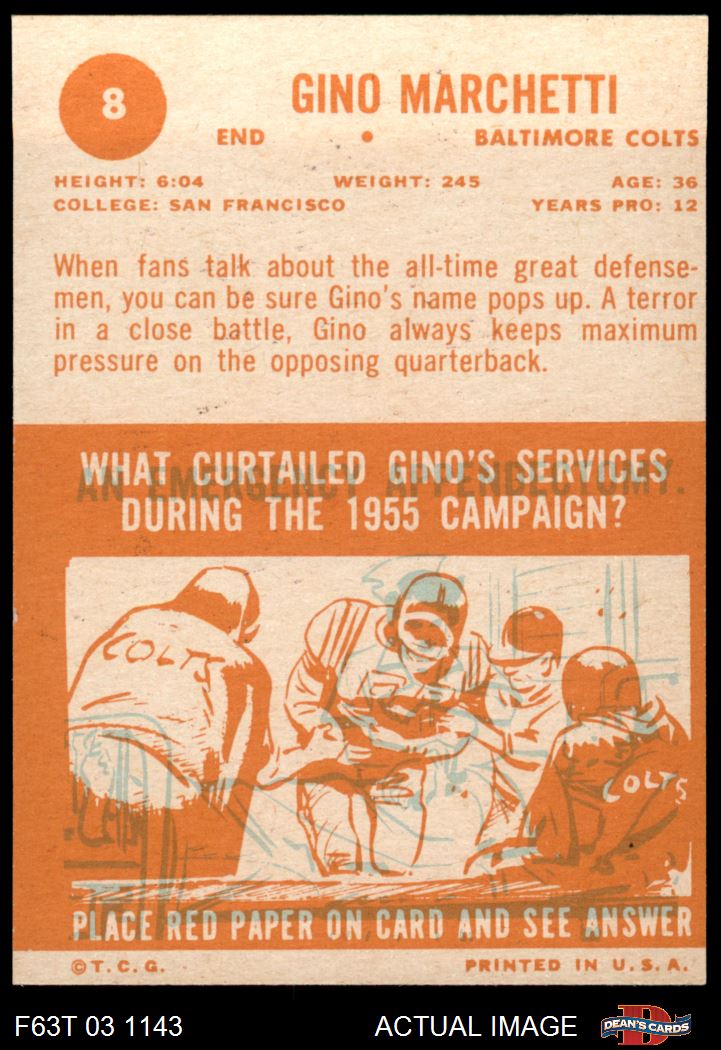 8
GINO MARCHETTI
END • BALTIMORE COLTS
HEIGHT: 6:04 WEIGHT: 245 AGE: 36
COLLEGE: SAN FRANCISCO YEARS PRO: 12
When fans talk about the all-time great defense-
men, you can be sure Gino's name pops up. A terror
in a close battle, Gino always keeps maximum
pressure on the opposing quarterback.
WHAT CURTAILED GINO'S SERVICES
AN EMERGENCY APPENDECTOMY.
DURING THE 1955 CAMPAIGN?
COLTS
COLTS
PLACE RED PAPER ON CARD AND SEE ANSWER
©T.C.G. PRINTED IN U.S.A.
F63T 03 1143 ACTUAL IMAGE D DEAN'S CARDS